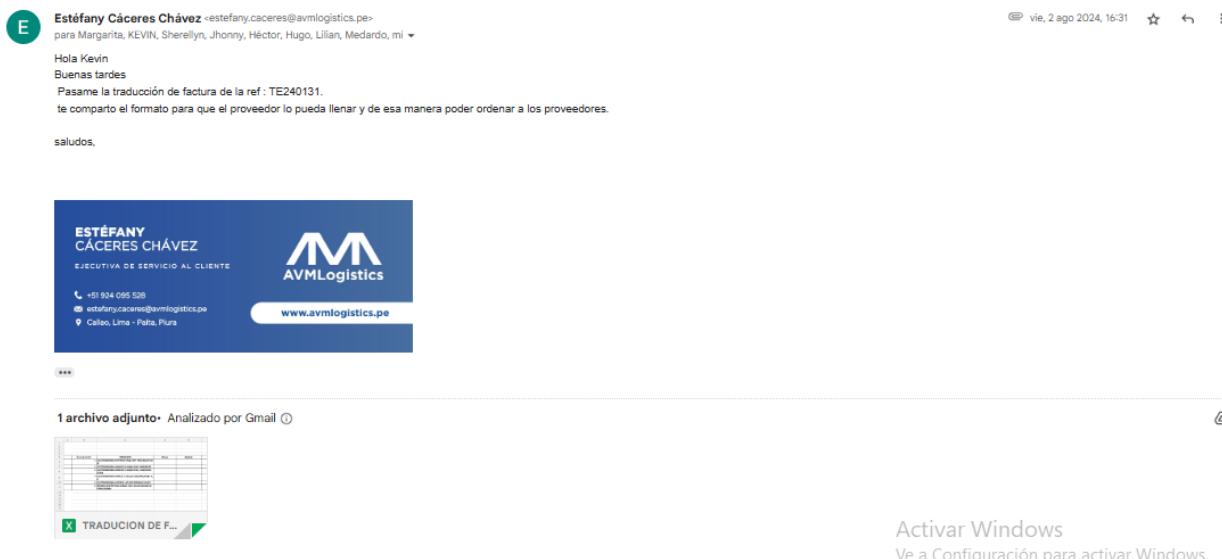 E
Estéfany Cáceres Chávez <estefany.caceres@avmlogistics.pe>
vie, 2 ago 2024, 16:31
para Margarita, KEVIN, Sherellyn, Jhonny, Héctor, Hugo, Lilian, Medardo, mi
Hola Kevin
Buenas tardes
Pasame la traducción de factura de la ref : TE240131.
te comparto el formato para que el proveedor lo pueda llenar y de esa manera poder ordenar a los proveedores.
saludos,
ESTÉFANY
CÁCERES CHÁVEZ
EJECUTIVA DE SERVICIO AL CLIENTE
+51 924 095 528
estefany.caceres@avmlogistics.pe
Callao, Lima - Paita, Piura
AVMLogistics
www.avmlogistics.pe
1 archivo adjunto• Analizado por Gmail
X TRADUCION DE F...
Activar Windows
Ve a Configuración para activar Windows.